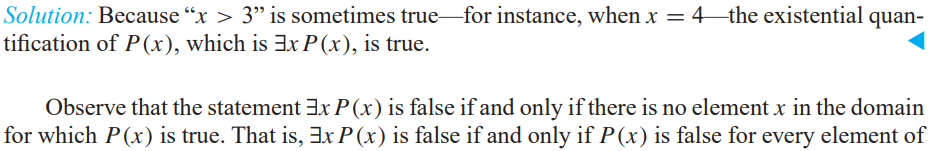 Solution: Because “x > 3” is sometimes true—for instance, when x = 4—the existential quan-
tification of P(x), which is ∃x P(x), is true.
Observe that the statement ∃x P(x) is false if and only if there is no element x in the domain
for which P(x) is true. That is, ∃x P(x) is false if and only if P(x) is false for every element of